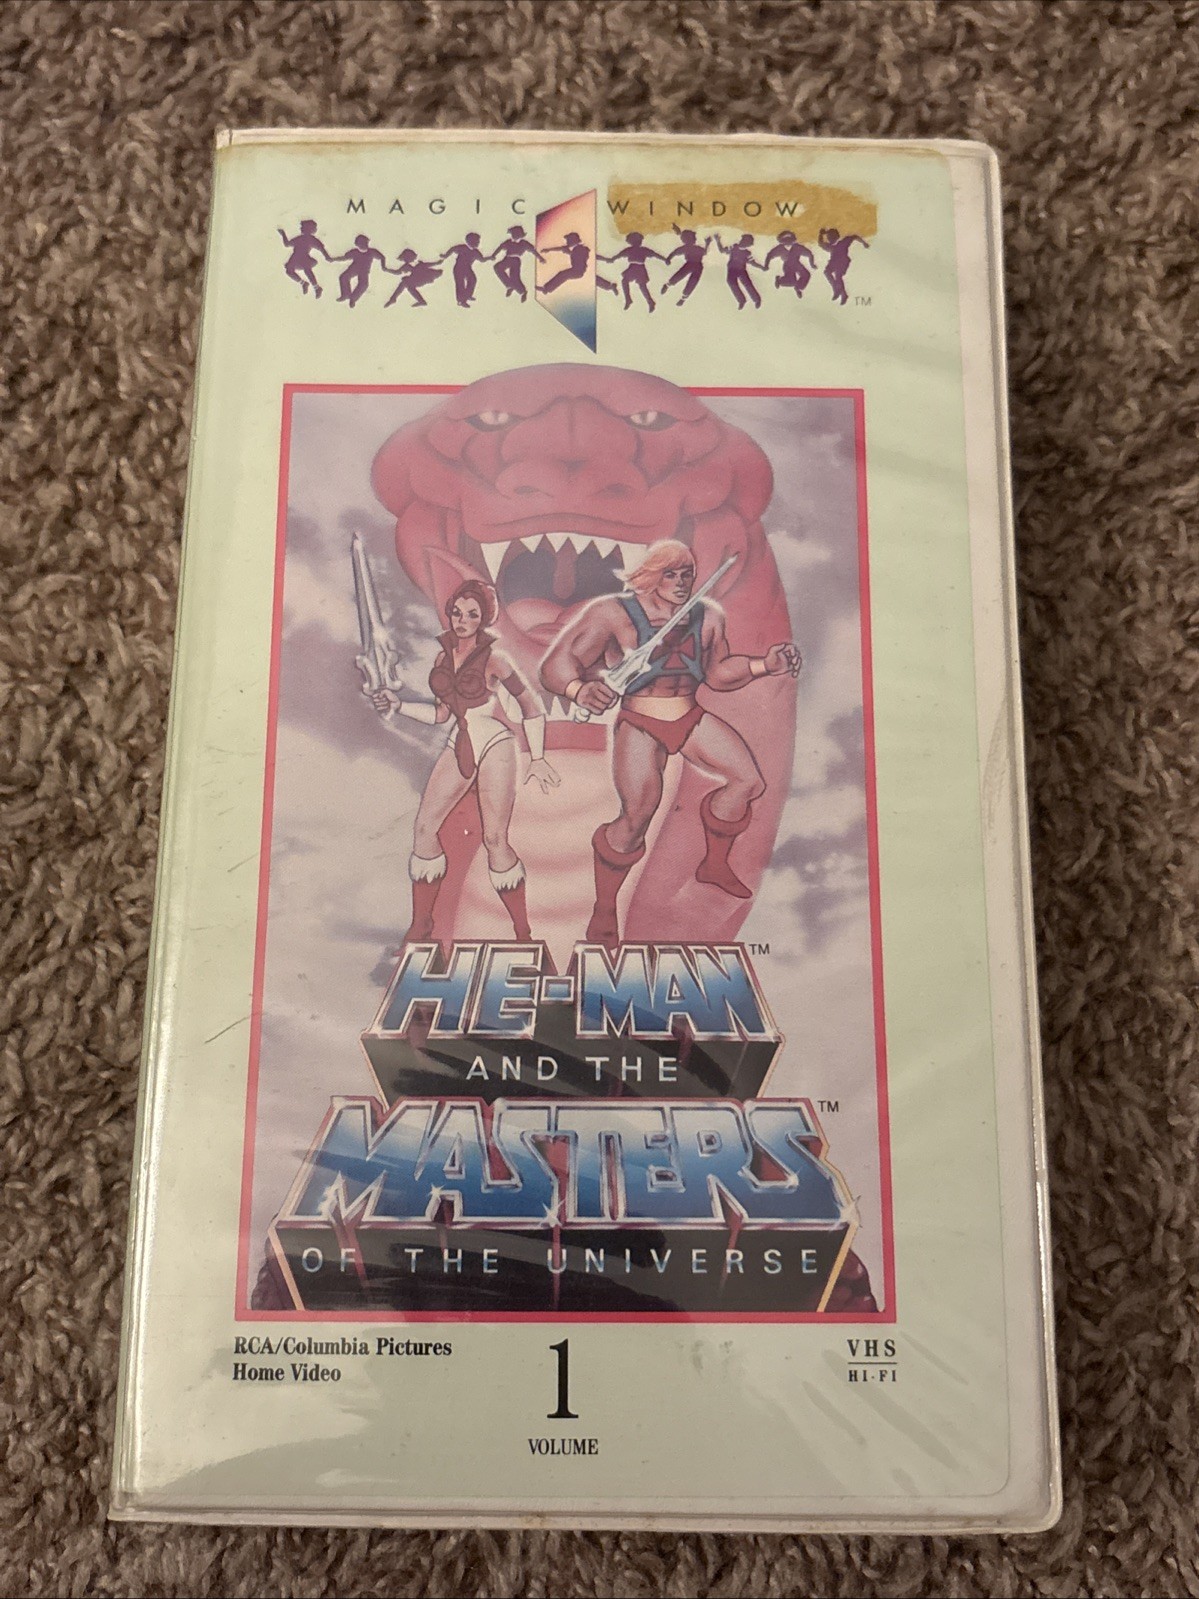 MAGIC WINDOW
TM
HE-MAN TM
AND THE
MASTERS TM
OF THE UNIVERSE
RCA/Columbia Pictures
Home Video
1
VOLUME
VHS
HI-FI